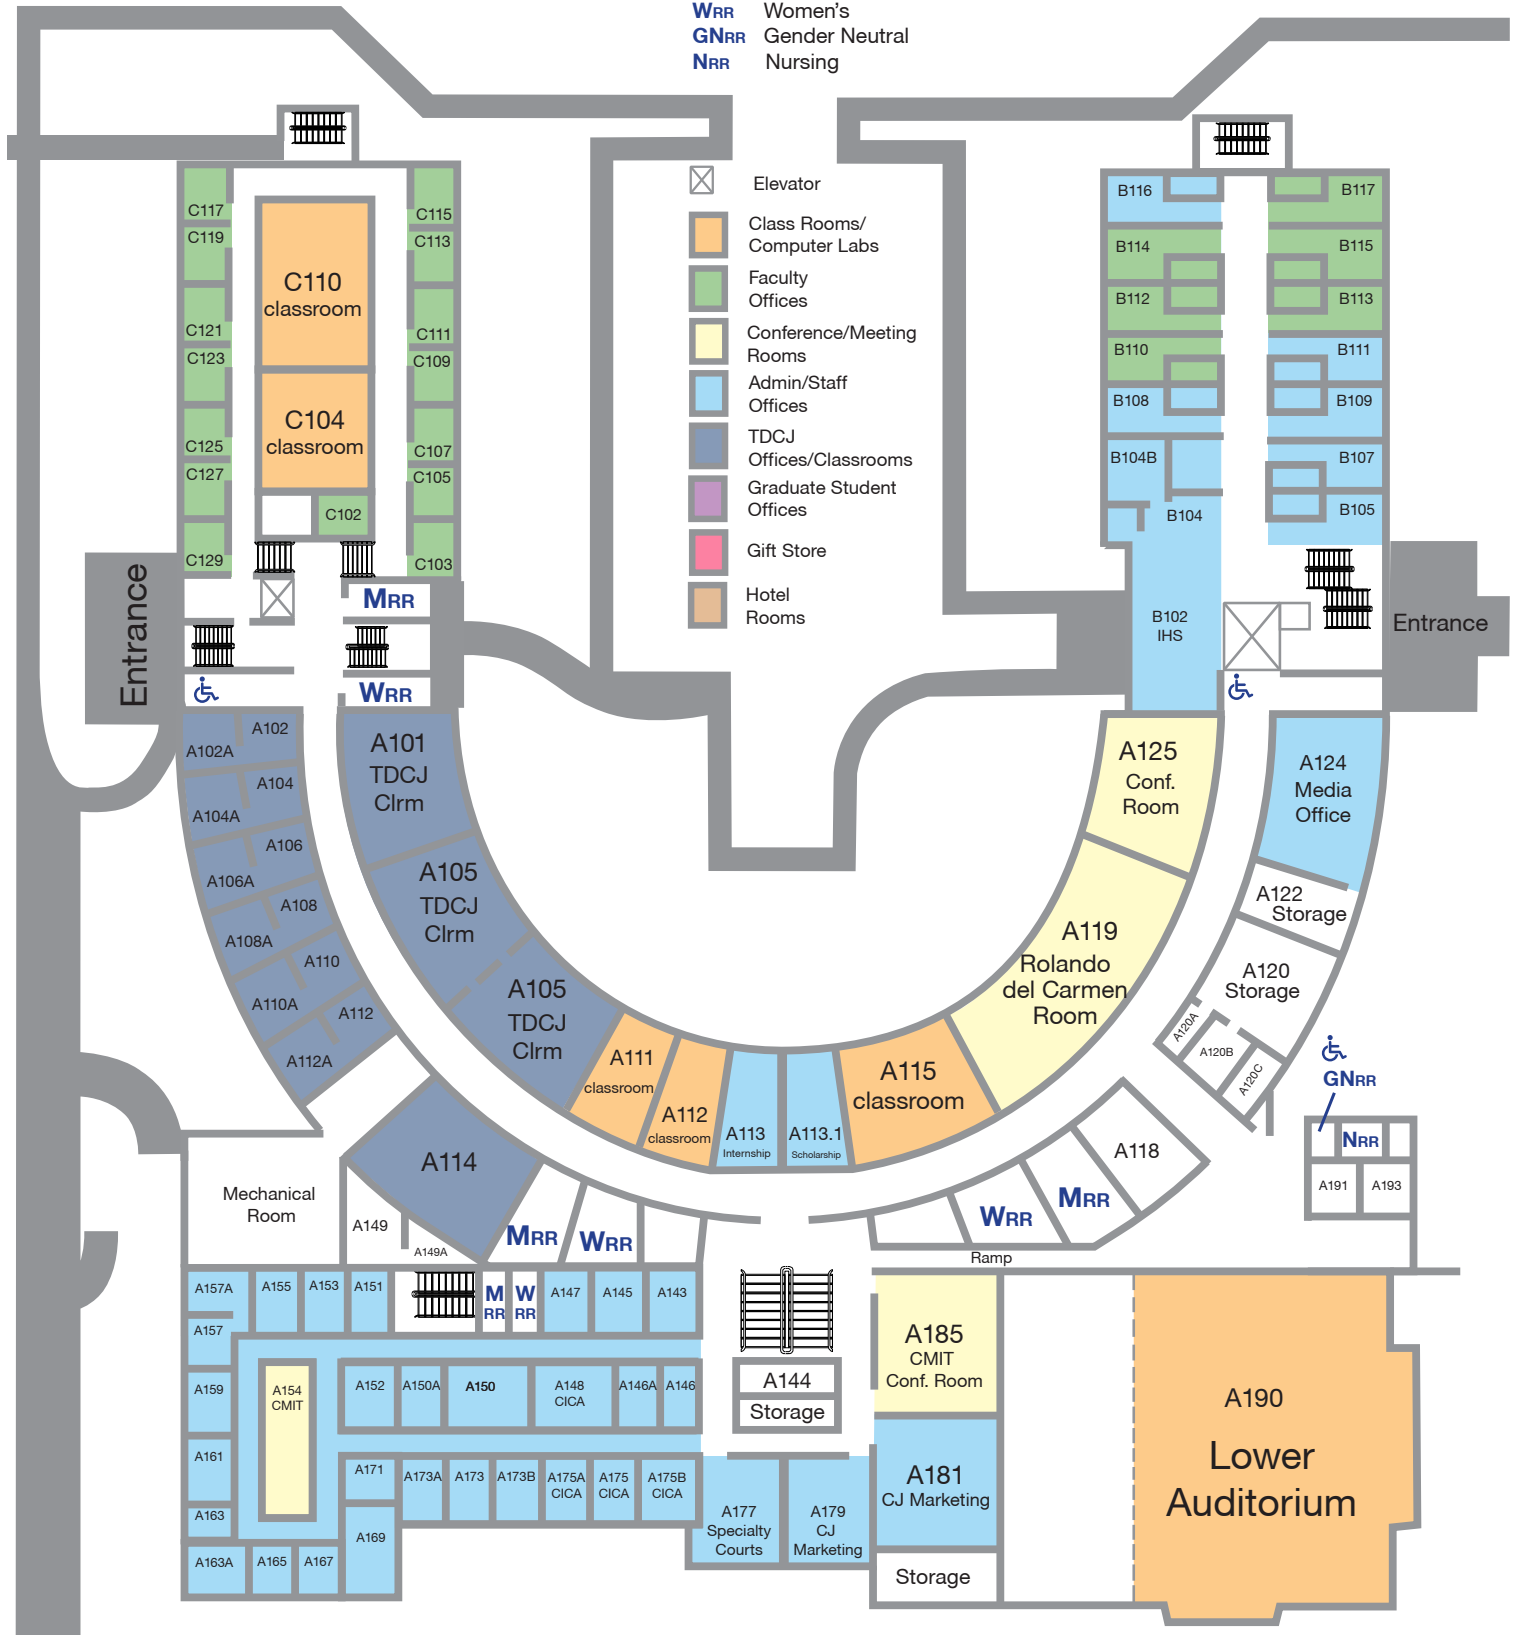 WRR Women's
GNRR Gender Neutral
NRR Nursing
Elevator
Class Rooms/
Computer Labs
Faculty
Offices
Conference/Meeting
Rooms
Admin/Staff
Offices
TDCJ
Offices/Classrooms
Graduate Student
Offices
Gift Store
Hotel
Rooms
C117
C119
C121
C123
C125
C127
C129
C110
classroom
C104
classroom
C102
C115
C113
C111
C109
C107
C105
C103
B116
B114
B112
B110
B108
B104B
B104
B102
IHS
B117
B115
B113
B111
B109
B107
B105
Entrance
MRR
WRR
Entrance
A102
A102A
A104
A104A
A106
A106A
A108
A108A
A110
A110A
A112
A112A
A101
TDCJ
Clrm
A105
TDCJ
Clrm
A105
TDCJ
Clrm
A111
classroom
A112
classroom
A113
Internship
A113.1
Scholarship
A115
classroom
A119
Rolando
del Carmen
Room
A125
Conf.
Room
A124
Media
Office
A122
Storage
A120
Storage
A120A
A120B
A120C
GNRR
NRR
A191
A193
A118
MRR
WRR
Ramp
A114
Mechanical
Room
A149
A149A
MRR
WRR
A157A
A155
A153
A151
M
RR
W
RR
A147
A145
A143
A157
A159
A161
A163
A163A
A165
A167
A154
CMIT
A152
A150A
A150
A148
CICA
A146A
A146
A171
A169
A173A
A173
A173B
A175A
CICA
A175
CICA
A175B
CICA
A144
Storage
A177
Specialty
Courts
A179
CJ
Marketing
A185
CMIT
Conf. Room
A181
CJ Marketing
Storage
A190
Lower
Auditorium